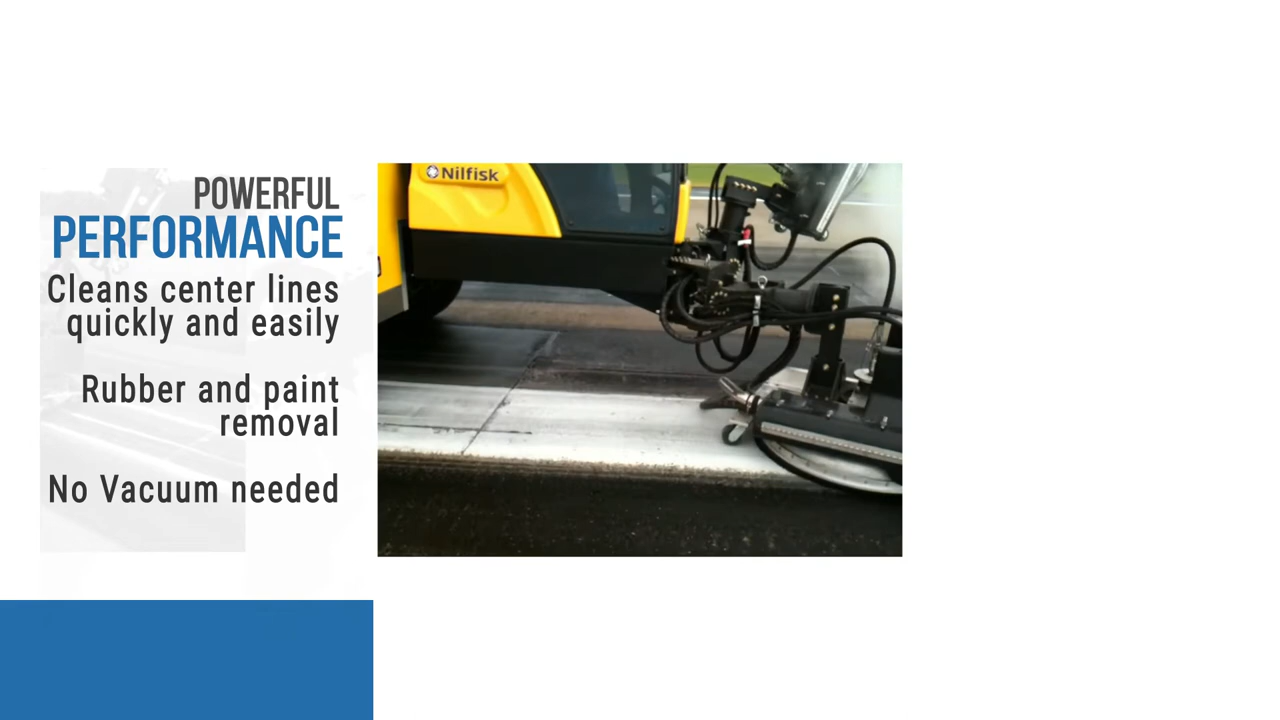 POWERFUL
PERFORMANCE
Cleans center lines
quickly and easily
Rubber and paint
removal
No Vacuum needed
Nilfisk